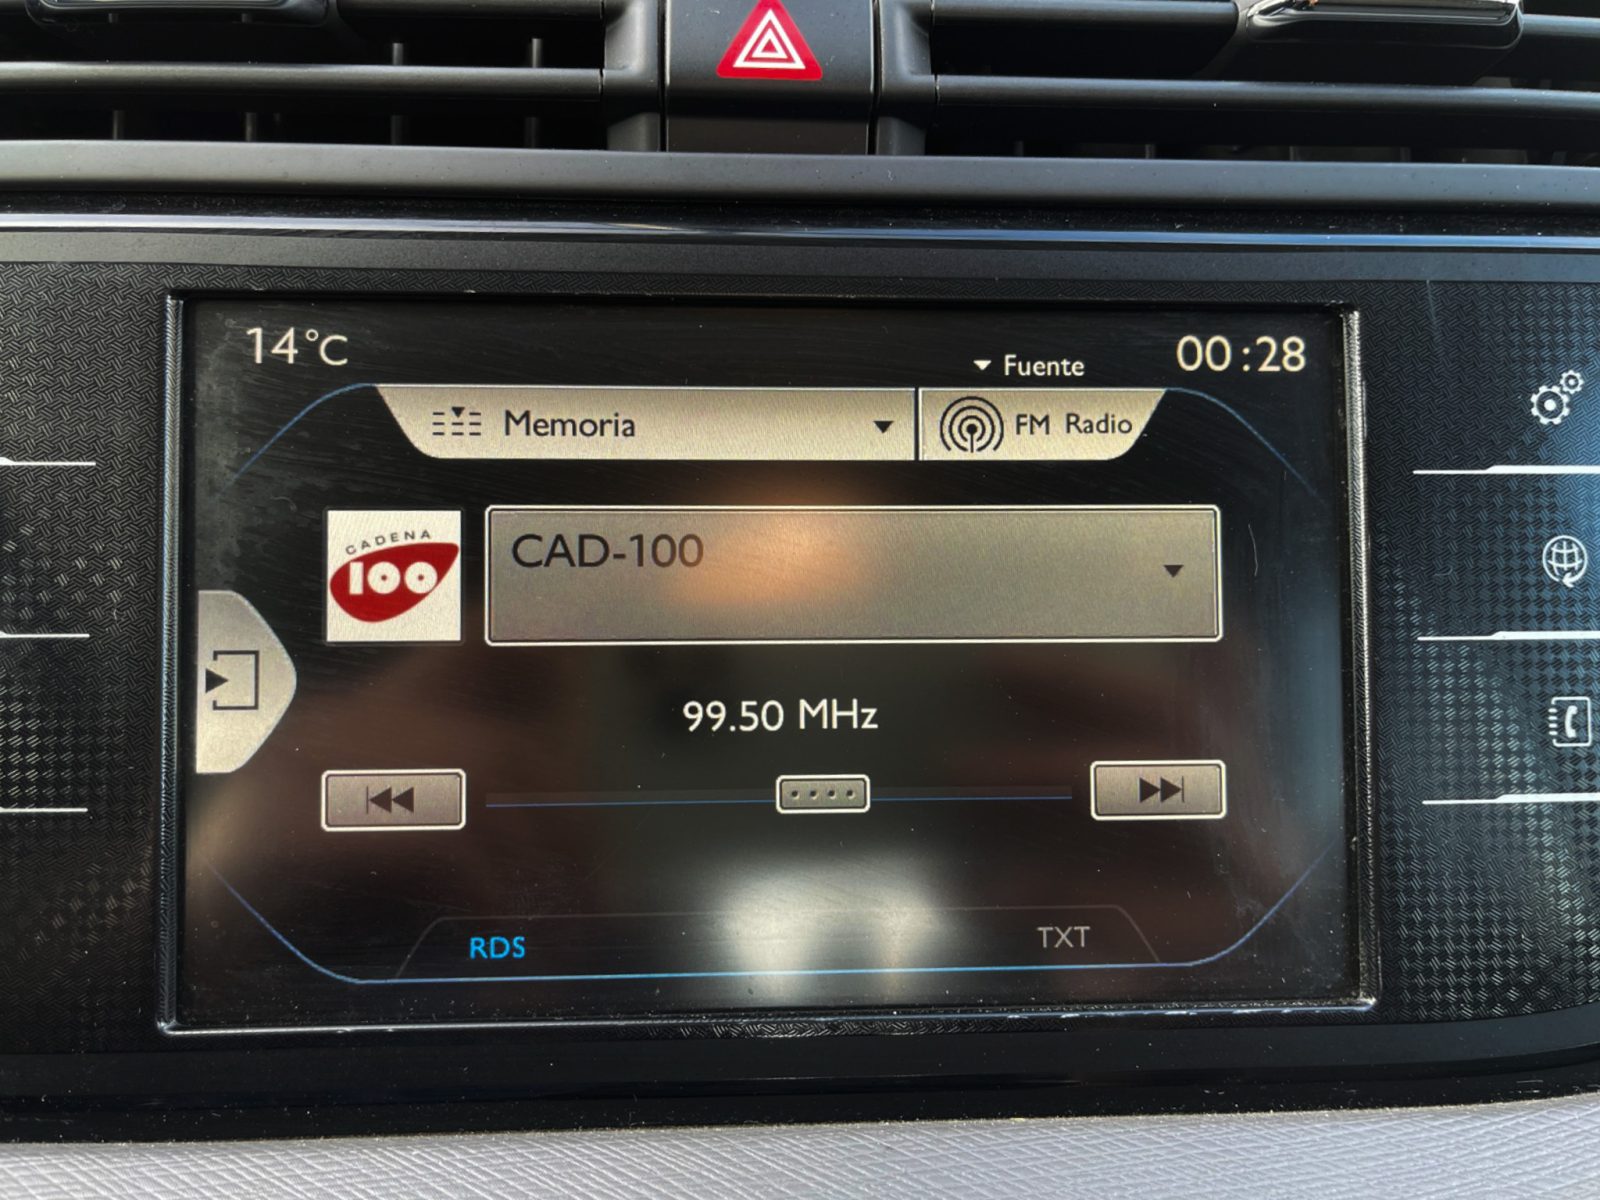 14°C
Fuente
00:28
Memoria
FM Radio
CADENA
100
CAD-100
99.50 MHz
RDS
TXT